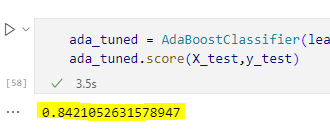 ada_tuned = AdaBoostClassifier(lea
ada_tuned.score(X_test,y_test)
[58]
3.5s
0.8421052631578947